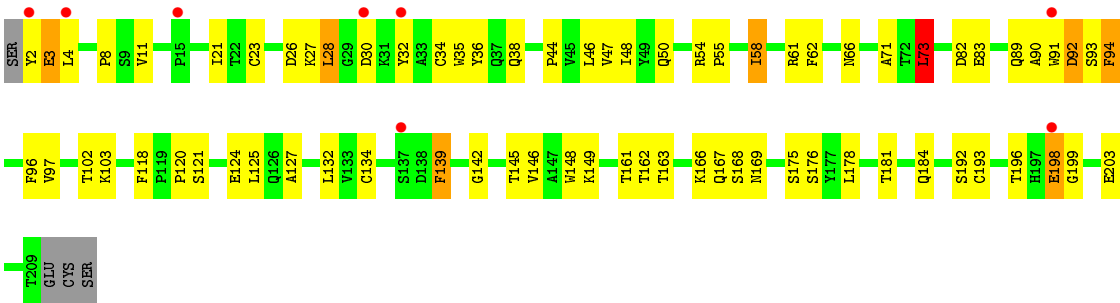 SER Y2 E3 L4 P8 S9 V11 P15 I21 T22 C23 D26 K27 L28 G29 D30 K31 Y32 A33 C34 W35 Y36 Q37 Q38 P44 V45 L46 V47 I48 Y49 Q50 R54 P55 I58 R61 F62 N66 A71 T72 L73 D82 E83 Q89 A90 W91 D92 S93 F94
F96 V97 T102 K103 F118 P119 P120 S121 E124 L125 Q126 A127 L132 V133 C134 S137 D138 F139 G142 T145 V146 A147 W148 K149 T161 T162 T163 K166 Q167 S168 N169 S175 S176 Y177 L178 T181 Q184 S192 C193 T196 H197 E198 G199 E203
T209 GLU CYS SER